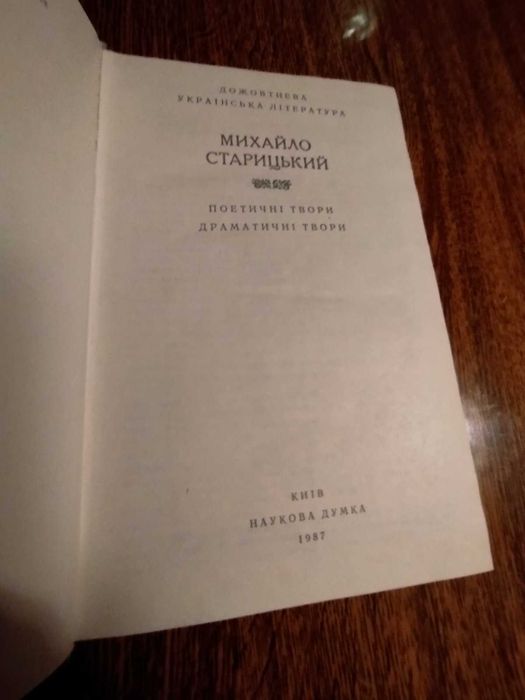 ДОЖОВТНЕВА
УКРАЇНСЬКА ЛІТЕРАТУРА
МИХАЙЛО
СТАРИЦЬКИЙ
ПОЕТИЧНІ ТВОРИ
ДРАМАТИЧНІ ТВОРИ
КИЇВ
НАУКОВА ДУМКА
1987